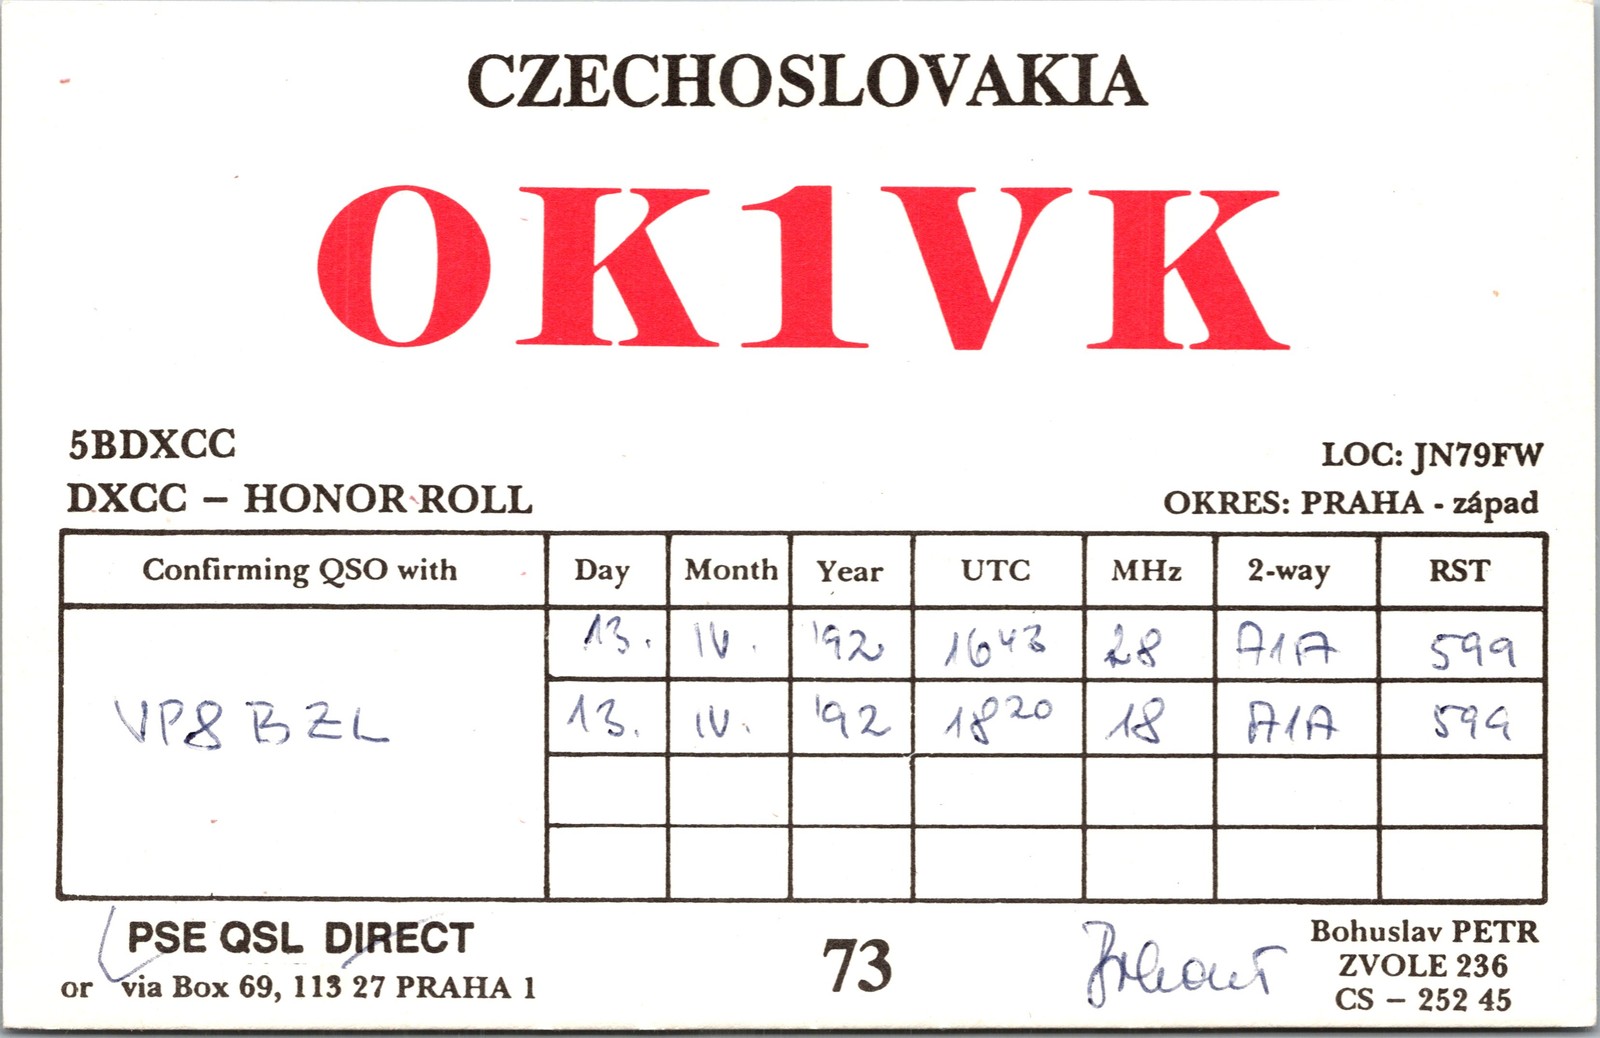 CZECHOSLOVAKIA
OK1VK
5BDXCC
LOC: JN79FW
DXCC – HONOR ROLL
OKRES: PRAHA - západ
Confirming QSO with Day Month Year UTC MHz 2-way RST
13. IV. '92 1643 28 A1A 599
VP8BZL
13. IV. '92 1820 18 A1A 599
PSE QSL DIRECT
or via Box 69, 113 27 PRAHA 1
73
Bohuslav PETR
ZVOLE 236
CS – 252 45